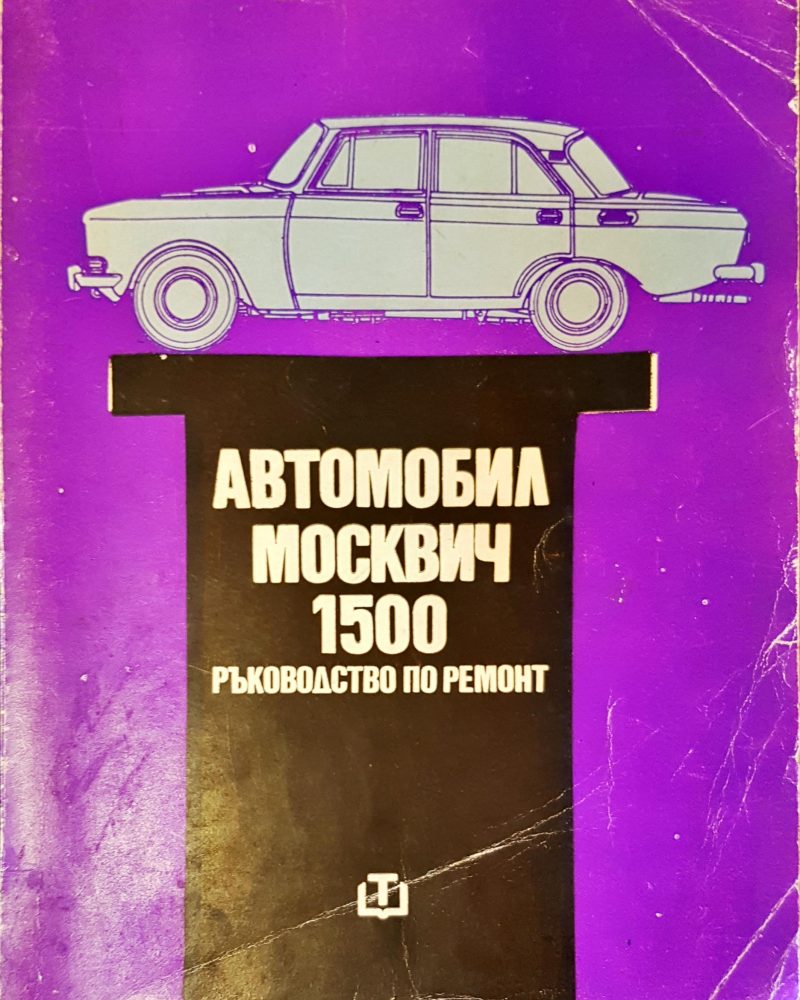 АВТОМОБИЛ
МОСКВИЧ
1500
РЪКОВОДСТВО ПО РЕМОНТ
Т